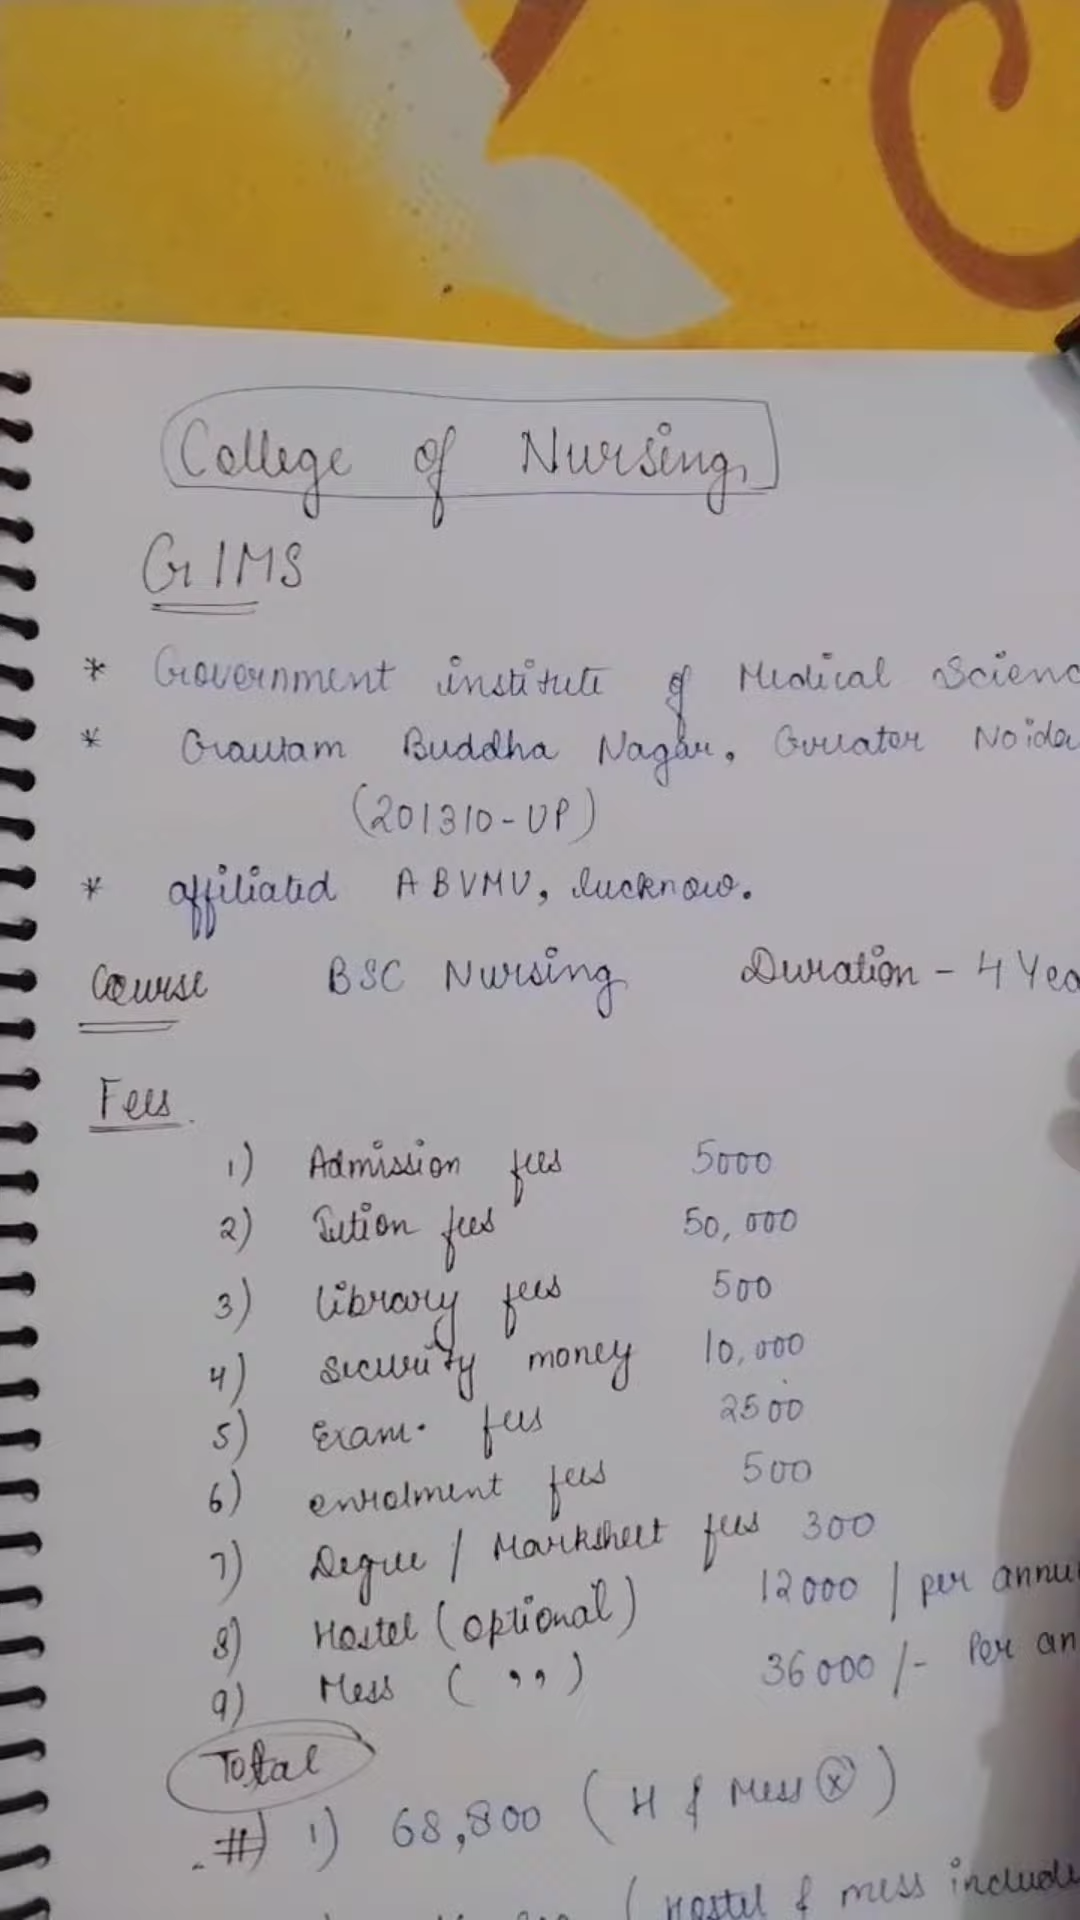 College of Nursing
GIMS
* Government institute of Medical Scienc
* Grautam Buddha Nagar, Greater Noida
(201310-UP)
* affiliated ABVMU, lucknow.
Course BSC Nursing Duration - 4 Yea
Fees
1) Admission fees 5000
2) Tution fees 50,000
3) library fees 500
4) security money 10,000
5) Exam. fees 2500
6) enrolment fees 500
7) Degree / Marksheet fees 300
8) Hostel (optional) 12000 / per annu
9) Mess ( ,, ) 36000/- Per an
Total
#) 1) 68,800 (H & Mess ⓧ)
(Hostel & mess include